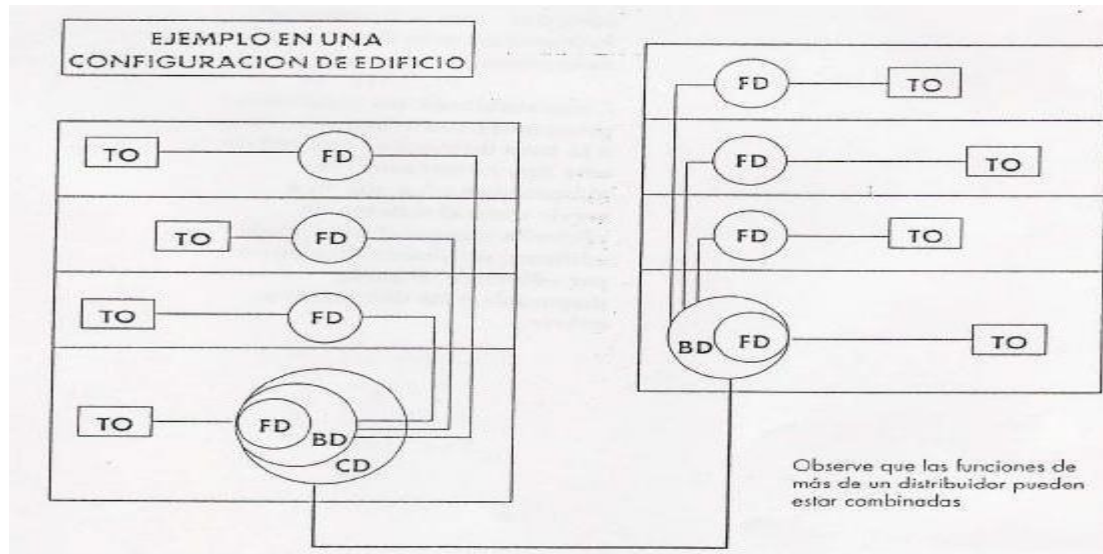 EJEMPLO EN UNA
CONFIGURACION DE EDIFICIO
TO FD
TO FD
TO FD
TO FD BD CD
FD TO
FD TO
FD TO
BD FD TO
Observe que las funciones de
más de un distribuidor pueden
estar combinadas